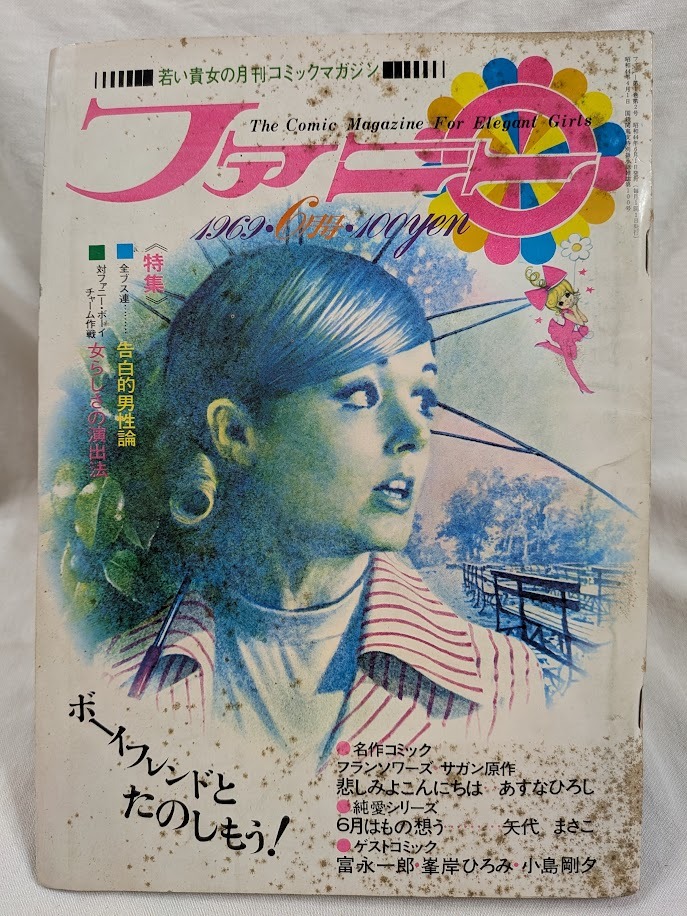 若い貴女の月刊コミックマガジン
ファニー
The Comic Magazine For Elegant Girls
1969・6月号・100yen
《特集》
全ブス連………告白的男性論
対ファニー・ボーイ
チャーム作戦
女らしさの演出法
ボーイフレンドと
たのしもう!
名作コミック
フランソワーズ サガン原作
悲しみよこんにちは あすなひろし
純愛シリーズ
6月はもの想う……… 矢代 まさこ
ゲストコミック
富永一郎・峯岸ひろみ・小島剛夕